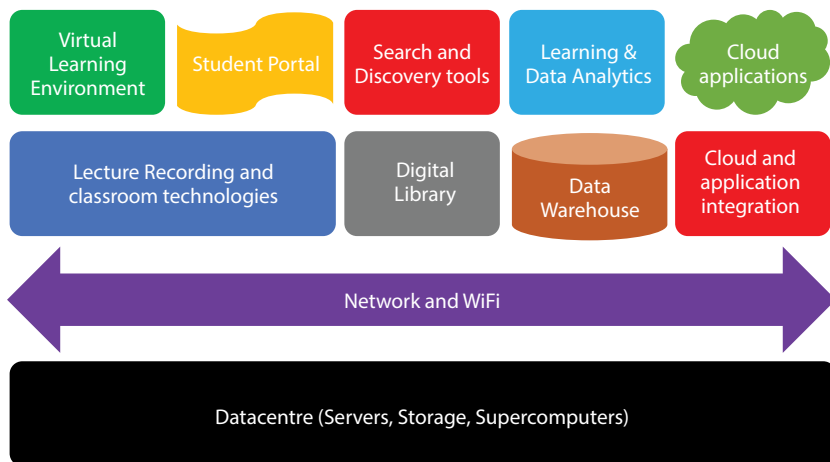 Virtual
Learning
Environment
Student Portal
Search and
Discovery tools
Learning &
Data Analytics
Cloud
applications
Lecture Recording and
classroom technologies
Digital
Library
Data
Warehouse
Cloud and
application
integration
Network and WiFi
Datacentre (Servers, Storage, Supercomputers)